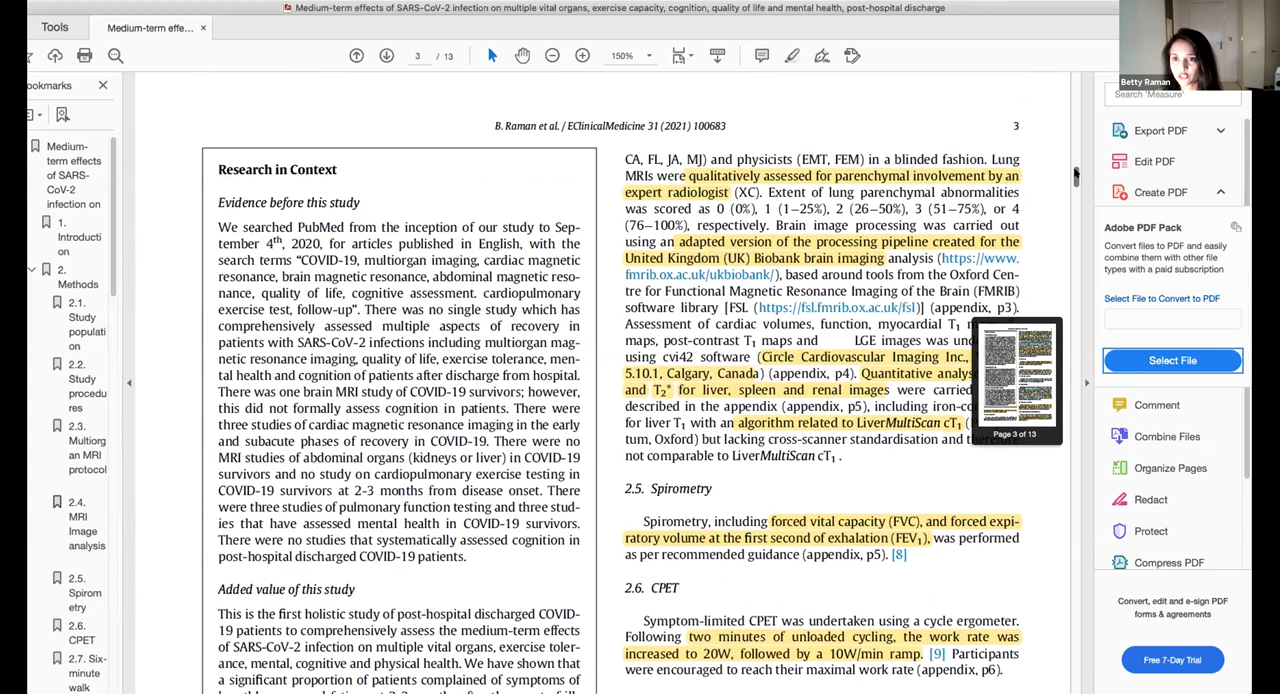 Medium-term effects of SARS-CoV-2 infection on multiple vital organs, exercise capacity, cognition, quality of life and mental health, post-hospital discharge
Tools
Medium-term effe... ×
3 / 13
150%
Betty Raman
Search 'Measure'
ookmarks
Medium-
term effects
of SARS-
CoV-2
infection on
1.
Introducti
on
2.
Methods
2.1.
Study
populati
on
2.2.
Study
procedu
res
2.3.
Multiorg
an MRI
protocol
2.4.
MRI
Image
analysis
2.5.
Spirom
etry
2.6.
CPET
2.7. Six-
minute
walk
B. Raman et al. / EClinicalMedicine 31 (2021) 100683
3
Research in Context
Evidence before this study
We searched PubMed from the inception of our study to Sep-
tember 4th, 2020, for articles published in English, with the
search terms “COVID-19, multiorgan imaging, cardiac magnetic
resonance, brain magnetic resonance, abdominal magnetic reso-
nance, quality of life, cognitive assessment. cardiopulmonary
exercise test, follow-up”. There was no single study which has
comprehensively assessed multiple aspects of recovery in
patients with SARS-CoV-2 infections including multiorgan mag-
netic resonance imaging, quality of life, exercise tolerance, men-
tal health and cognition of patients after discharge from hospital.
There was one brain MRI study of COVID-19 survivors; however,
this did not formally assess cognition in patients. There were
three studies of cardiac magnetic resonance imaging in the early
and subacute phases of recovery in COVID-19. There were no
MRI studies of abdominal organs (kidneys or liver) in COVID-19
survivors and no study on cardiopulmonary exercise testing in
COVID-19 survivors at 2-3 months from disease onset. There
were three studies of pulmonary function testing and three stud-
ies that have assessed mental health in COVID-19 survivors.
There were no studies that systematically assessed cognition in
post-hospital discharged COVID-19 patients.
Added value of this study
This is the first holistic study of post-hospital discharged COVID-
19 patients to comprehensively assess the medium-term effects
of SARS-CoV-2 infection on multiple vital organs, exercise toler-
ance, mental, cognitive and physical health. We have shown that
a significant proportion of patients complained of symptoms of
CA, FL, JA, MJ) and physicists (EMT, FEM) in a blinded fashion. Lung
MRIs were qualitatively assessed for parenchymal involvement by an
expert radiologist (XC). Extent of lung parenchymal abnormalities
was scored as 0 (0%), 1 (1–25%), 2 (26–50%), 3 (51–75%), or 4
(76–100%), respectively. Brain image processing was carried out
using an adapted version of the processing pipeline created for the
United Kingdom (UK) Biobank brain imaging analysis (https://www.
fmrib.ox.ac.uk/ukbiobank/), based around tools from the Oxford Cen-
tre for Functional Magnetic Resonance Imaging of the Brain (FMRIB)
software library [FSL (https://fsl.fmrib.ox.ac.uk/fsl)] (appendix, p3).
Assessment of cardiac volumes, function, myocardial T1
maps, post-contrast T1 maps and LGE images was un
using cvi42 software (Circle Cardiovascular Imaging Inc.,
5.10.1, Calgary, Canada) (appendix, p4). Quantitative analys
and T2* for liver, spleen and renal images were carried
described in the appendix (appendix, p5), including iron-co
for liver T1 with an algorithm related to LiverMultiScan cT1
tum, Oxford) but lacking cross-scanner standardisation and
not comparable to LiverMultiScan cT1 .
2.5. Spirometry
Spirometry, including forced vital capacity (FVC), and forced expi-
ratory volume at the first second of exhalation (FEV1), was performed
as per recommended guidance (appendix, p5). [8]
2.6. CPET
Symptom-limited CPET was undertaken using a cycle ergometer.
Following two minutes of unloaded cycling, the work rate was
increased to 20W, followed by a 10W/min ramp. [9] Participants
were encouraged to reach their maximal work rate (appendix, p6).
Page 3 of 13
Export PDF
Edit PDF
Create PDF
Adobe PDF Pack
Convert files to PDF and easily
combine them with other file
types with a paid subscription
Select File to Convert to PDF
Select File
Comment
Combine Files
Organize Pages
Redact
Protect
Compress PDF
Convert, edit and e-sign PDF
forms & agreements
Free 7-Day Trial